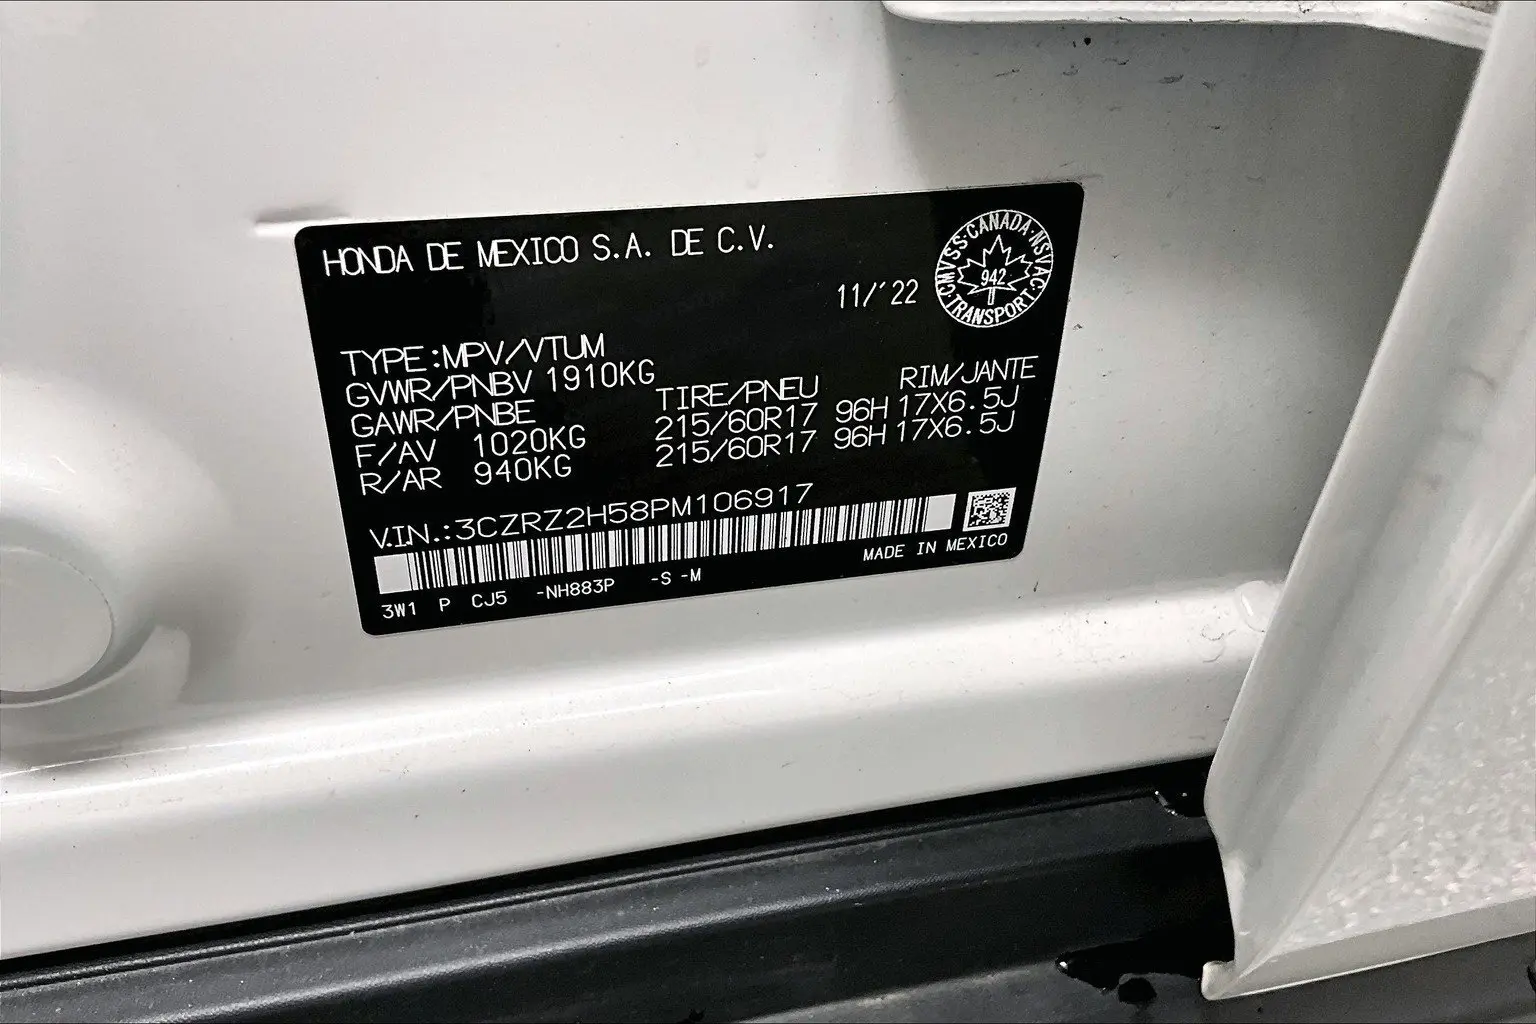 HONDA DE MEXICO S.A. DE C.V.
11/'22
CMVSS·CANADA·NSVAC·TRANSPORT·
942
TYPE:MPV/VTUM
GVWR/PNBV 1910KG
GAWR/PNBE TIRE/PNEU RIM/JANTE
F/AV 1020KG 215/60R17 96H 17X6.5J
R/AR 940KG 215/60R17 96H 17X6.5J
V.I.N.:3CZRZ2H58PM106917
MADE IN MEXICO
3W1 P CJ5 -NH883P -S -M